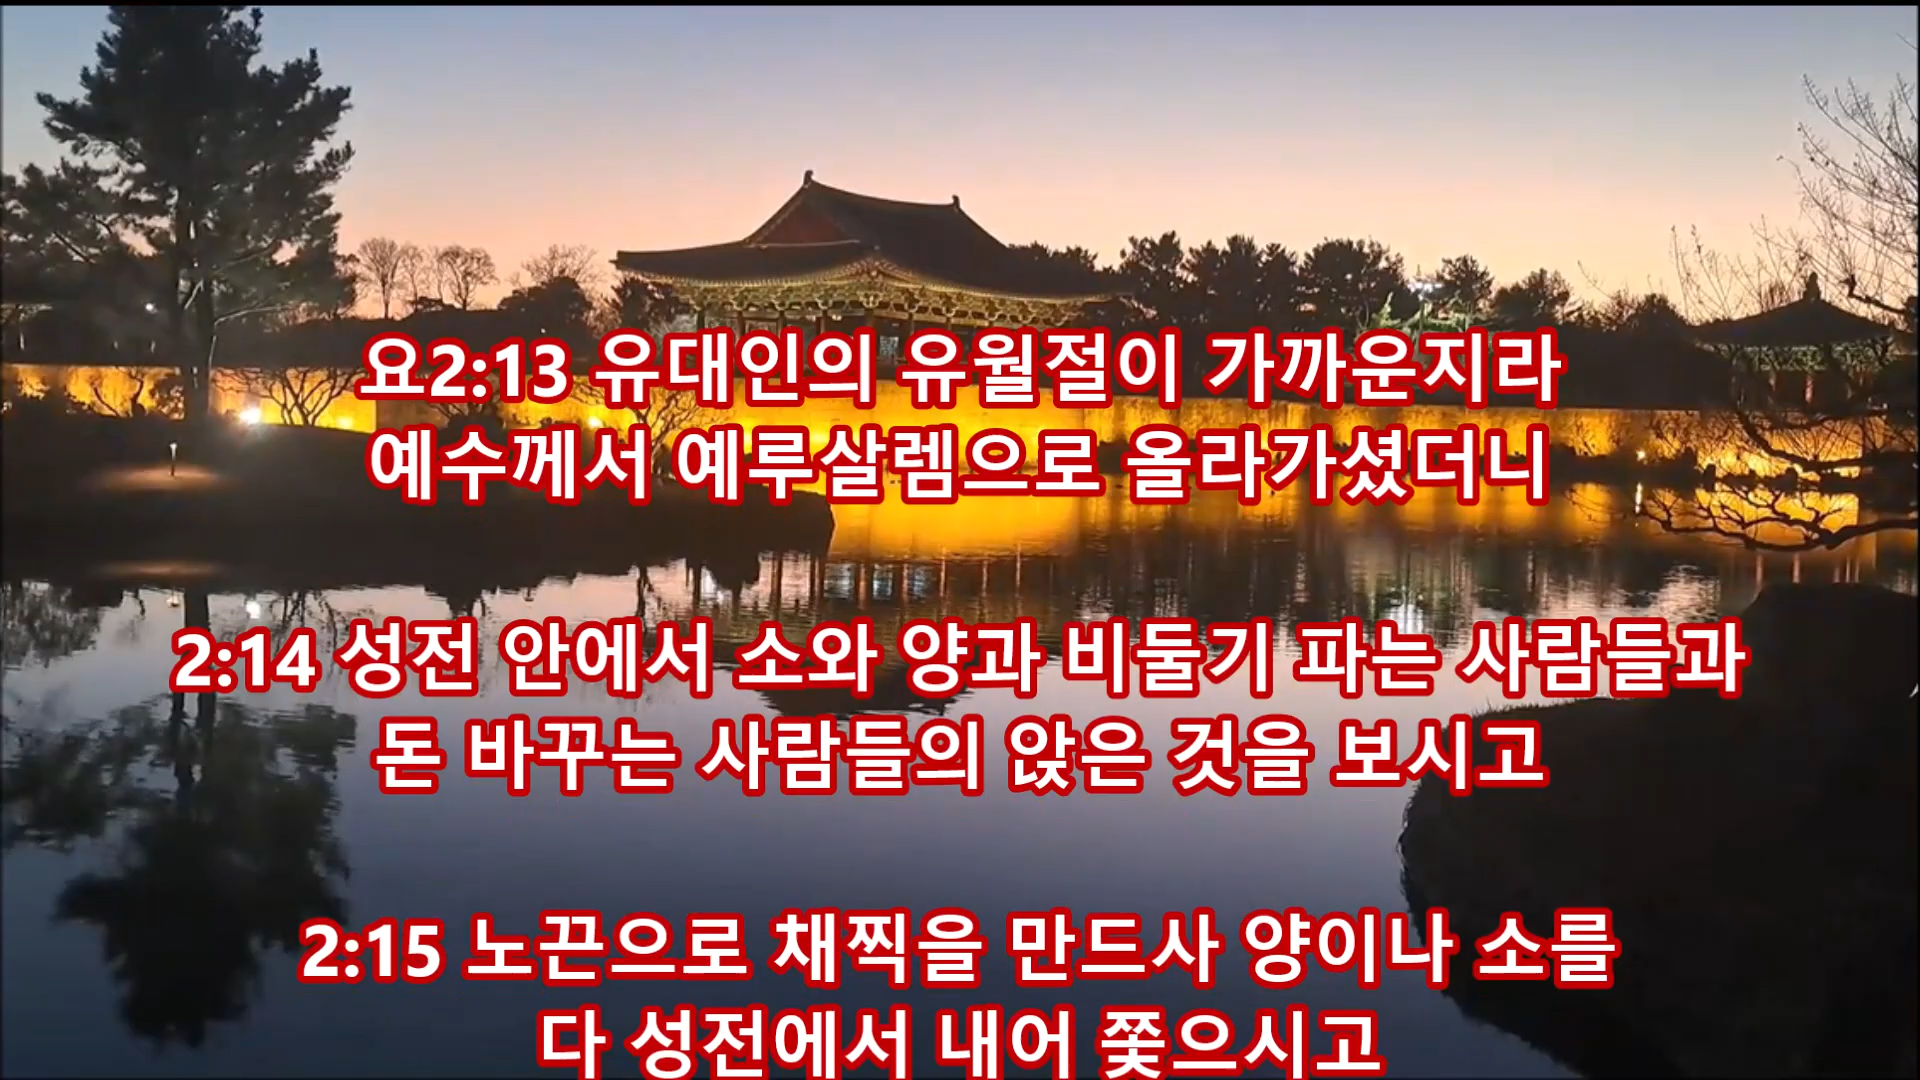 요2:13 유대인의 유월절이 가까운지라
예수께서 예루살렘으로 올라가셨더니
2:14 성전 안에서 소와 양과 비둘기 파는 사람들과
돈 바꾸는 사람들의 앉은 것을 보시고
2:15 노끈으로 채찍을 만드사 양이나 소를
다 성전에서 내어 쫓으시고